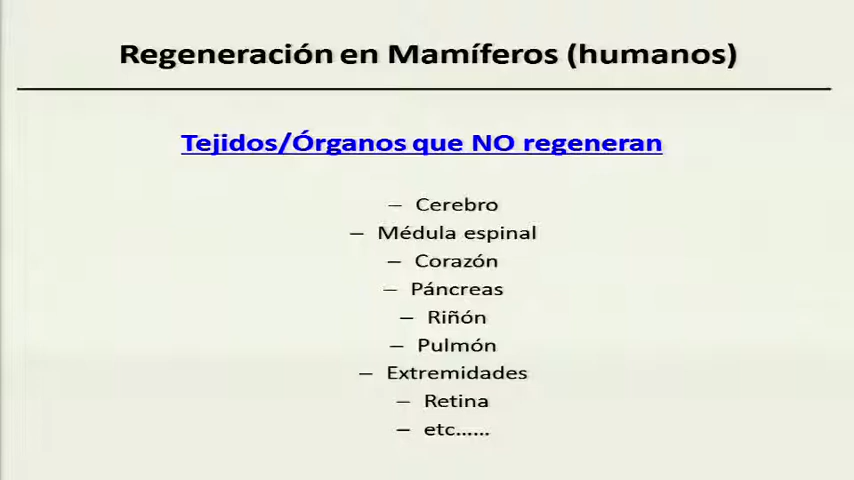 Regeneración en Mamíferos (humanos)
Tejidos/Órganos que NO regeneran
– Cerebro
– Médula espinal
– Corazón
– Páncreas
– Riñón
– Pulmón
– Extremidades
– Retina
– etc......